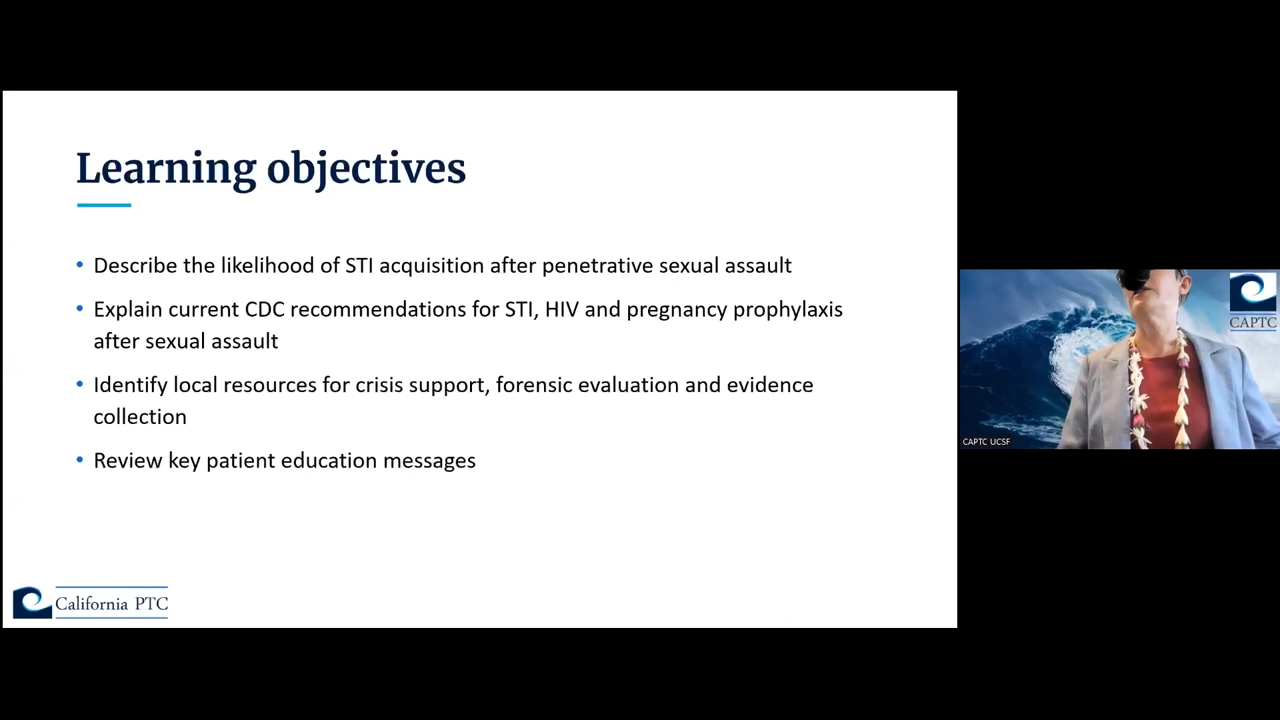 Learning objectives
• Describe the likelihood of STI acquisition after penetrative sexual assault
• Explain current CDC recommendations for STI, HIV and pregnancy prophylaxis
after sexual assault
• Identify local resources for crisis support, forensic evaluation and evidence
collection
• Review key patient education messages
California PTC
CAPTC
CAPTC UCSF